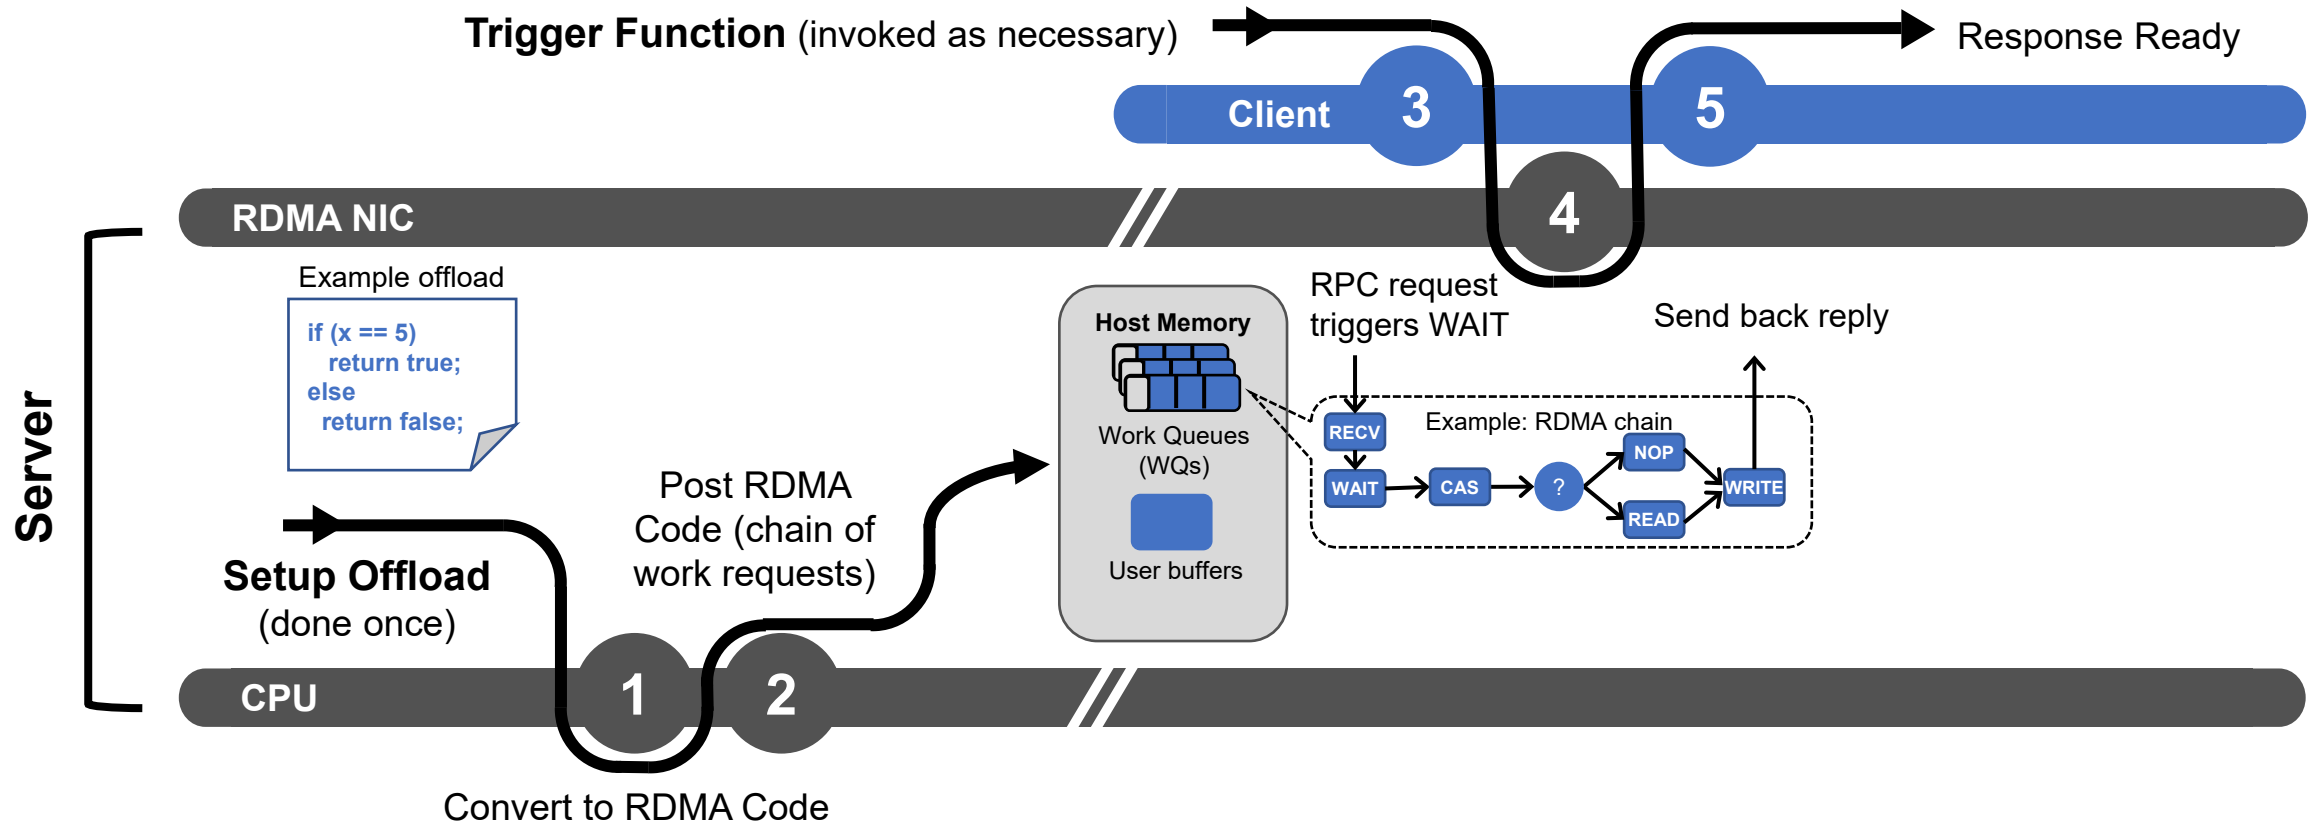 Trigger Function (invoked as necessary)
Response Ready
Client
3
5
RDMA NIC
4
Server
Example offload
if (x == 5)
return true;
else
return false;
Setup Offload
(done once)
Post RDMA
Code (chain of
work requests)
Host Memory
Work Queues
(WQs)
User buffers
RPC request
triggers WAIT
Send back reply
Example: RDMA chain
RECV
WAIT
CAS
?
NOP
READ
WRITE
CPU
1
2
Convert to RDMA Code